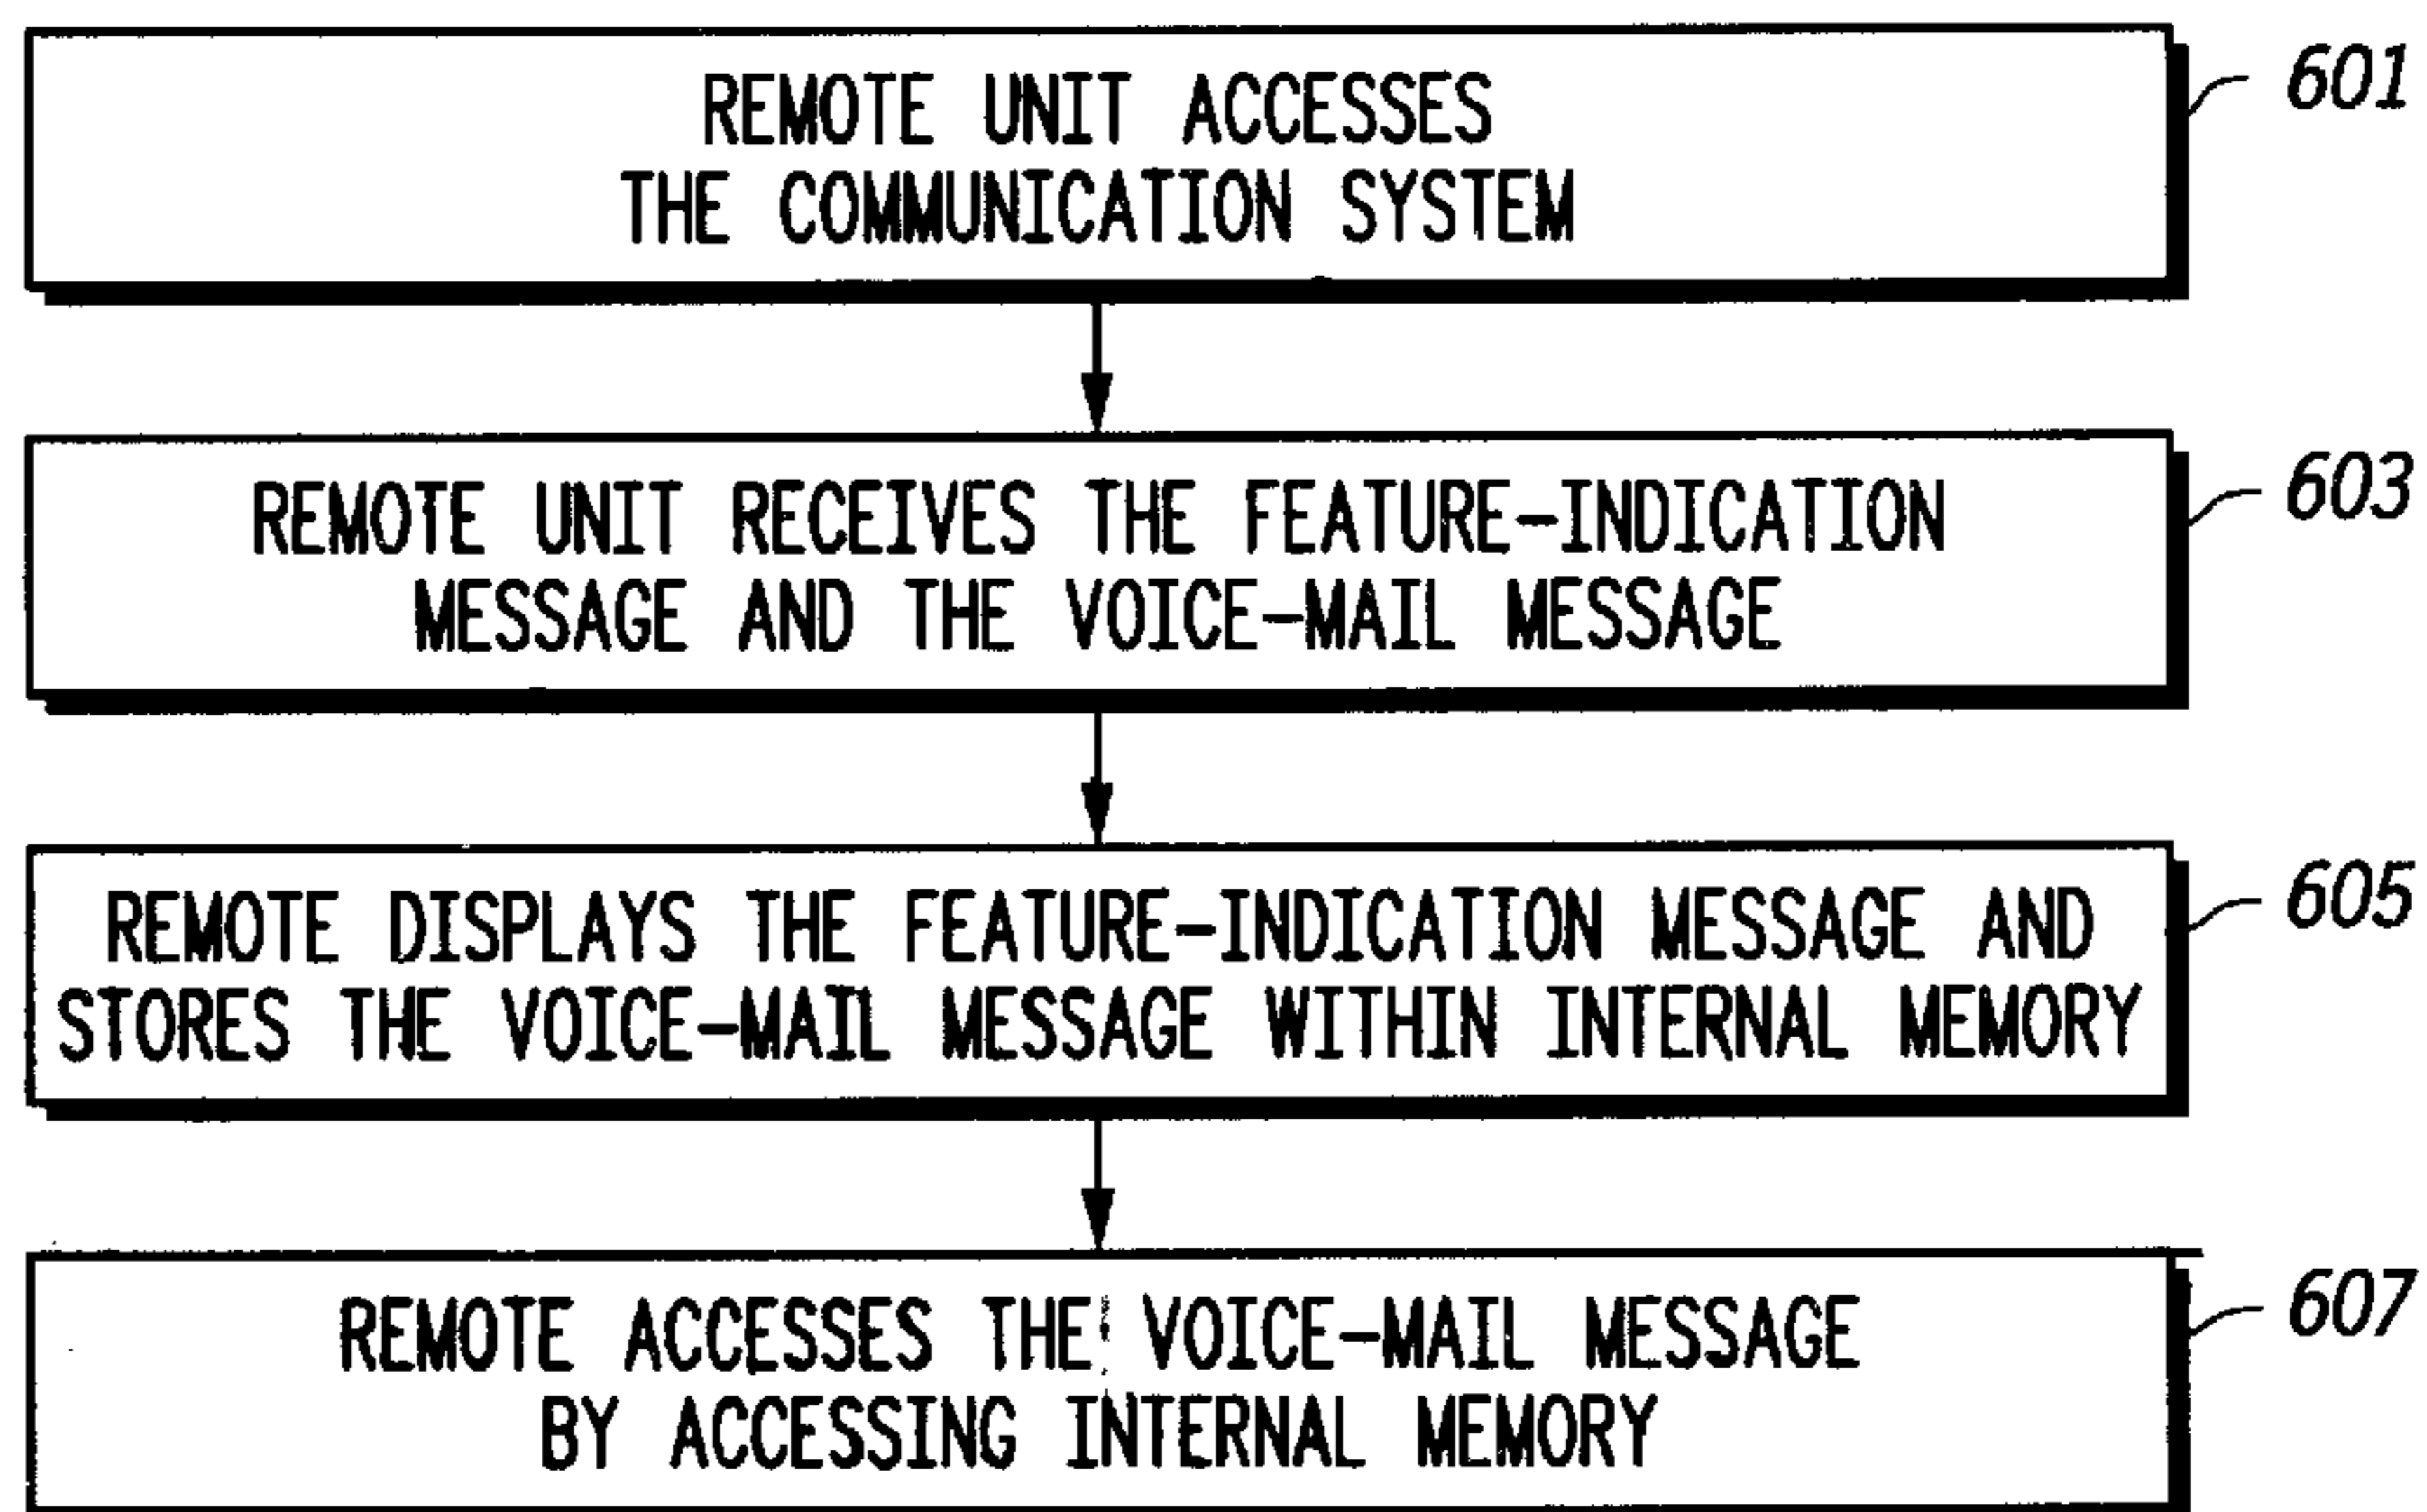 REMOTE UNIT ACCESSES
THE COMMUNICATION SYSTEM
601
REMOTE UNIT RECEIVES THE FEATURE-INDICATION
MESSAGE AND THE VOICE-MAIL MESSAGE
603
REMOTE DISPLAYS THE FEATURE-INDICATION MESSAGE AND
STORES THE VOICE-MAIL MESSAGE WITHIN INTERNAL MEMORY
605
REMOTE ACCESSES THE VOICE-MAIL MESSAGE
BY ACCESSING INTERNAL MEMORY
607